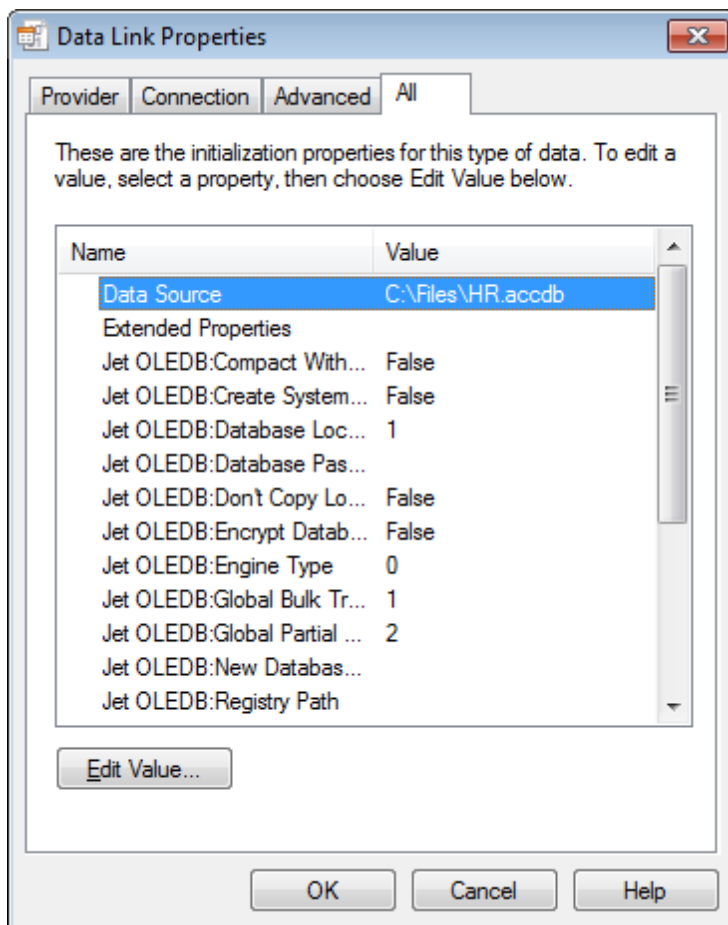 Data Link Properties
Provider Connection Advanced All
These are the initialization properties for this type of data. To edit a
value, select a property, then choose Edit Value below.
Name Value
Data Source C:\Files\HR.accdb
Extended Properties
Jet OLEDB:Compact With... False
Jet OLEDB:Create System... False
Jet OLEDB:Database Loc... 1
Jet OLEDB:Database Pas...
Jet OLEDB:Don't Copy Lo... False
Jet OLEDB:Encrypt Datab... False
Jet OLEDB:Engine Type 0
Jet OLEDB:Global Bulk Tr... 1
Jet OLEDB:Global Partial ... 2
Jet OLEDB:New Databas...
Jet OLEDB:Registry Path
Edit Value...
OK Cancel Help